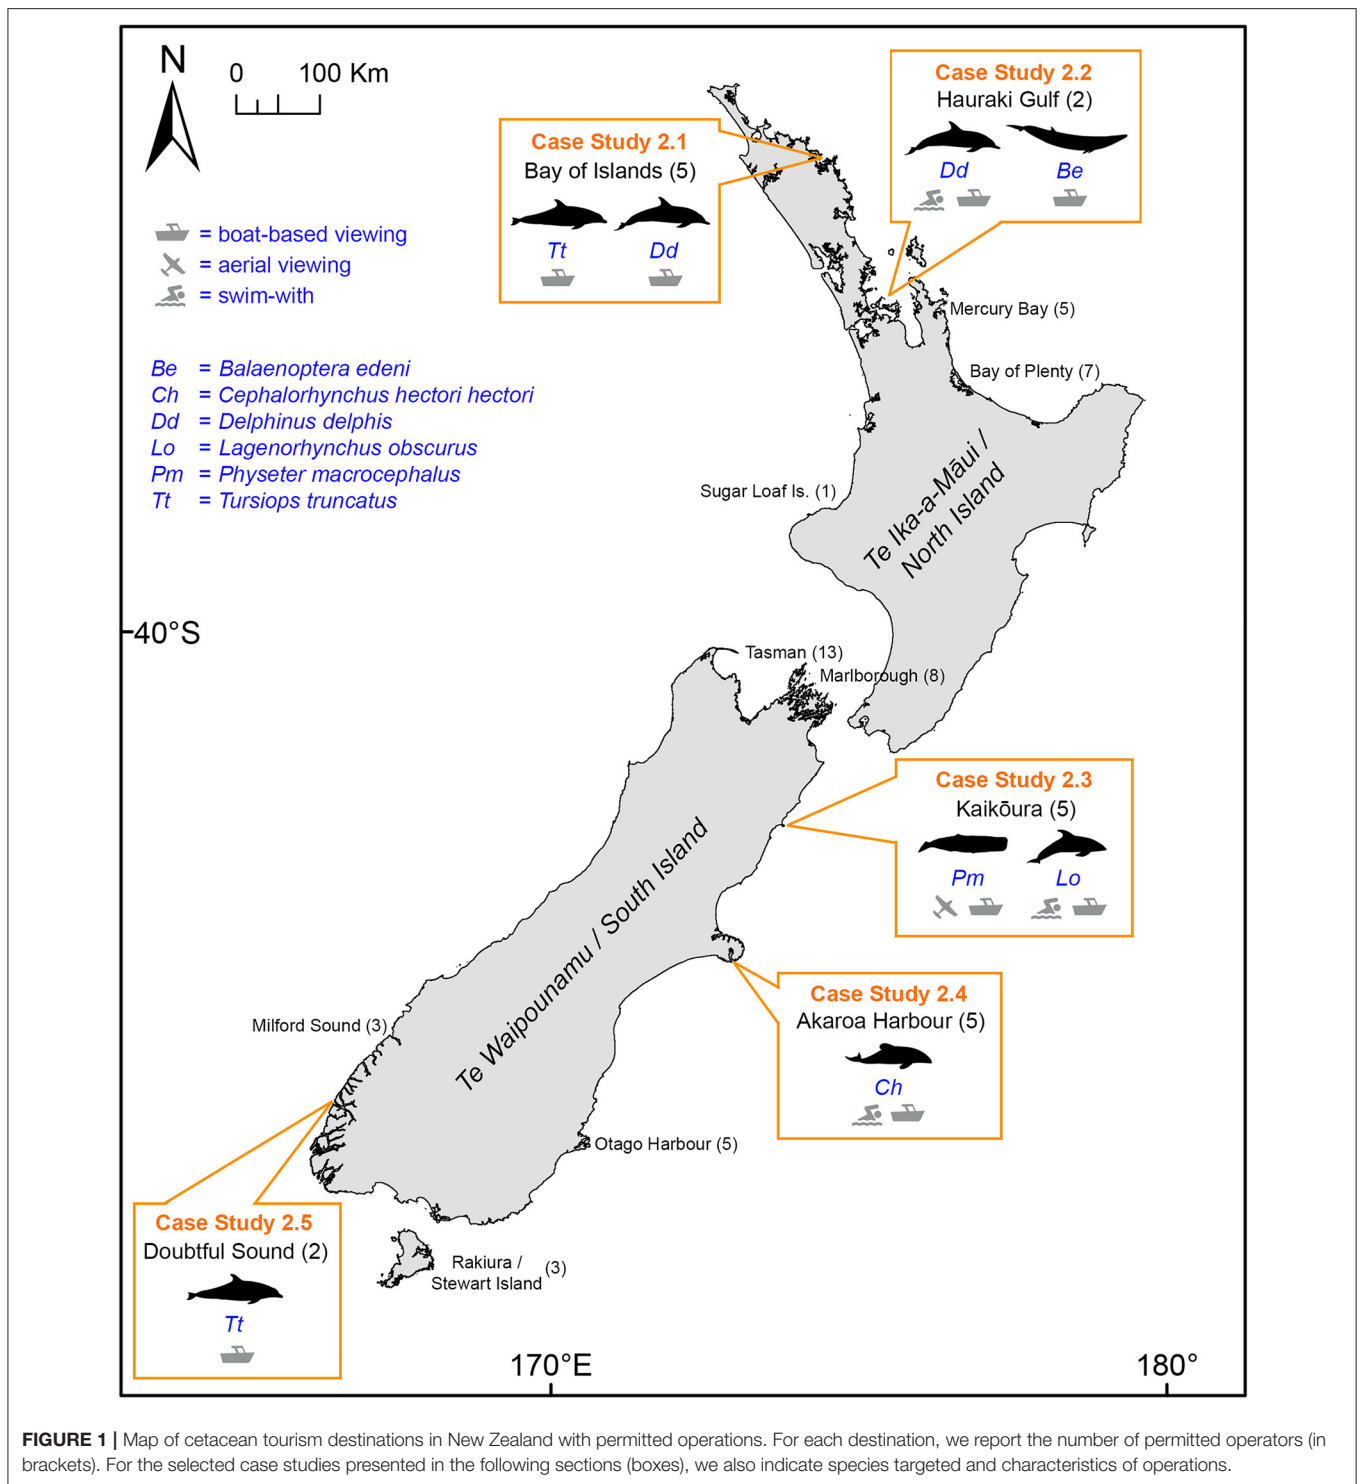 N
0 100 Km
= boat-based viewing
= aerial viewing
= swim-with
Be = Balaenoptera edeni
Ch = Cephalorhynchus hectori hectori
Dd = Delphinus delphis
Lo = Lagenorhynchus obscurus
Pm = Physeter macrocephalus
Tt = Tursiops truncatus
Case Study 2.1
Bay of Islands (5)
Tt Dd
Case Study 2.2
Hauraki Gulf (2)
Dd Be
Mercury Bay (5)
Bay of Plenty (7)
Sugar Loaf Is. (1)
Te Ika-a-Māui /
North Island
40°S
Tasman (13)
Marlborough (8)
Case Study 2.3
Kaikōura (5)
Pm Lo
Te Waipounamu / South Island
Case Study 2.4
Akaroa Harbour (5)
Ch
Milford Sound (3)
Otago Harbour (5)
Case Study 2.5
Doubtful Sound (2)
Tt
Rakiura /
Stewart Island (3)
170°E 180°
FIGURE 1 | Map of cetacean tourism destinations in New Zealand with permitted operations. For each destination, we report the number of permitted operators (in
brackets). For the selected case studies presented in the following sections (boxes), we also indicate species targeted and characteristics of operations.